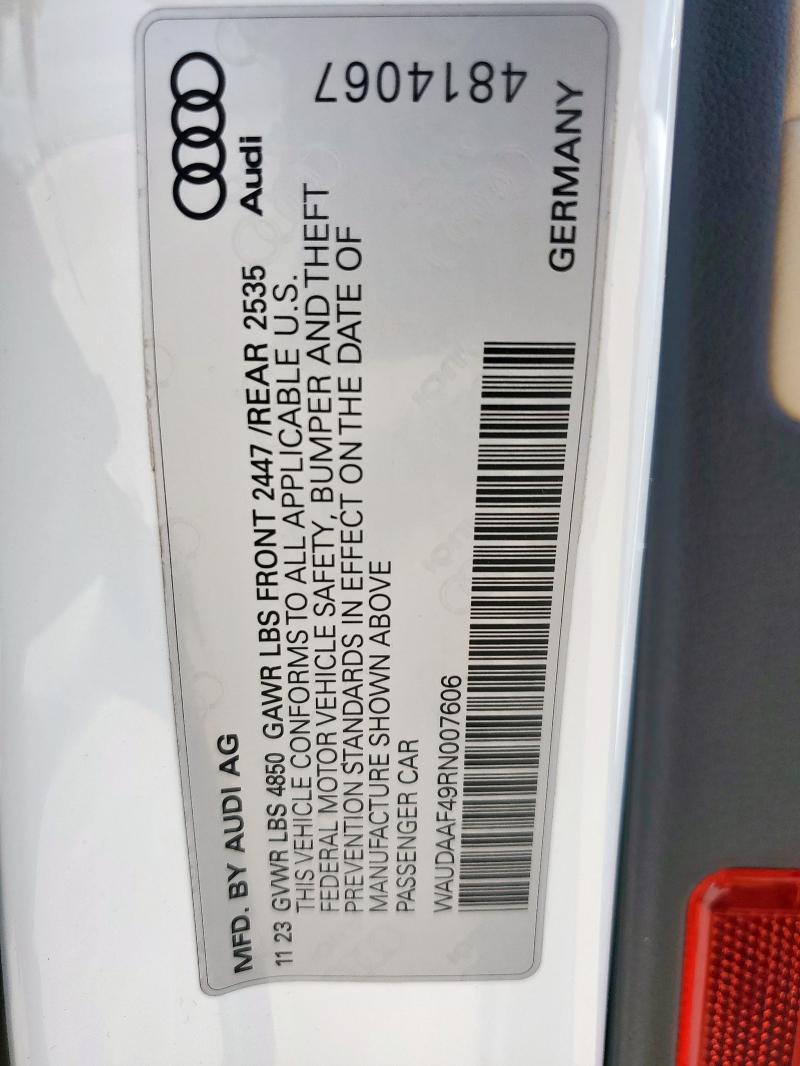 MFD. BY AUDI AG
Audi
11 23 GVWR LBS 4850 GAWR LBS FRONT 2447 /REAR 2535
THIS VEHICLE CONFORMS TO ALL APPLICABLE U.S.
FEDERAL MOTOR VEHICLE SAFETY, BUMPER AND THEFT
PREVENTION STANDARDS IN EFFECT ON THE DATE OF
MANUFACTURE SHOWN ABOVE
PASSENGER CAR
WAUDAAF49RN007606
GERMANY
4814067